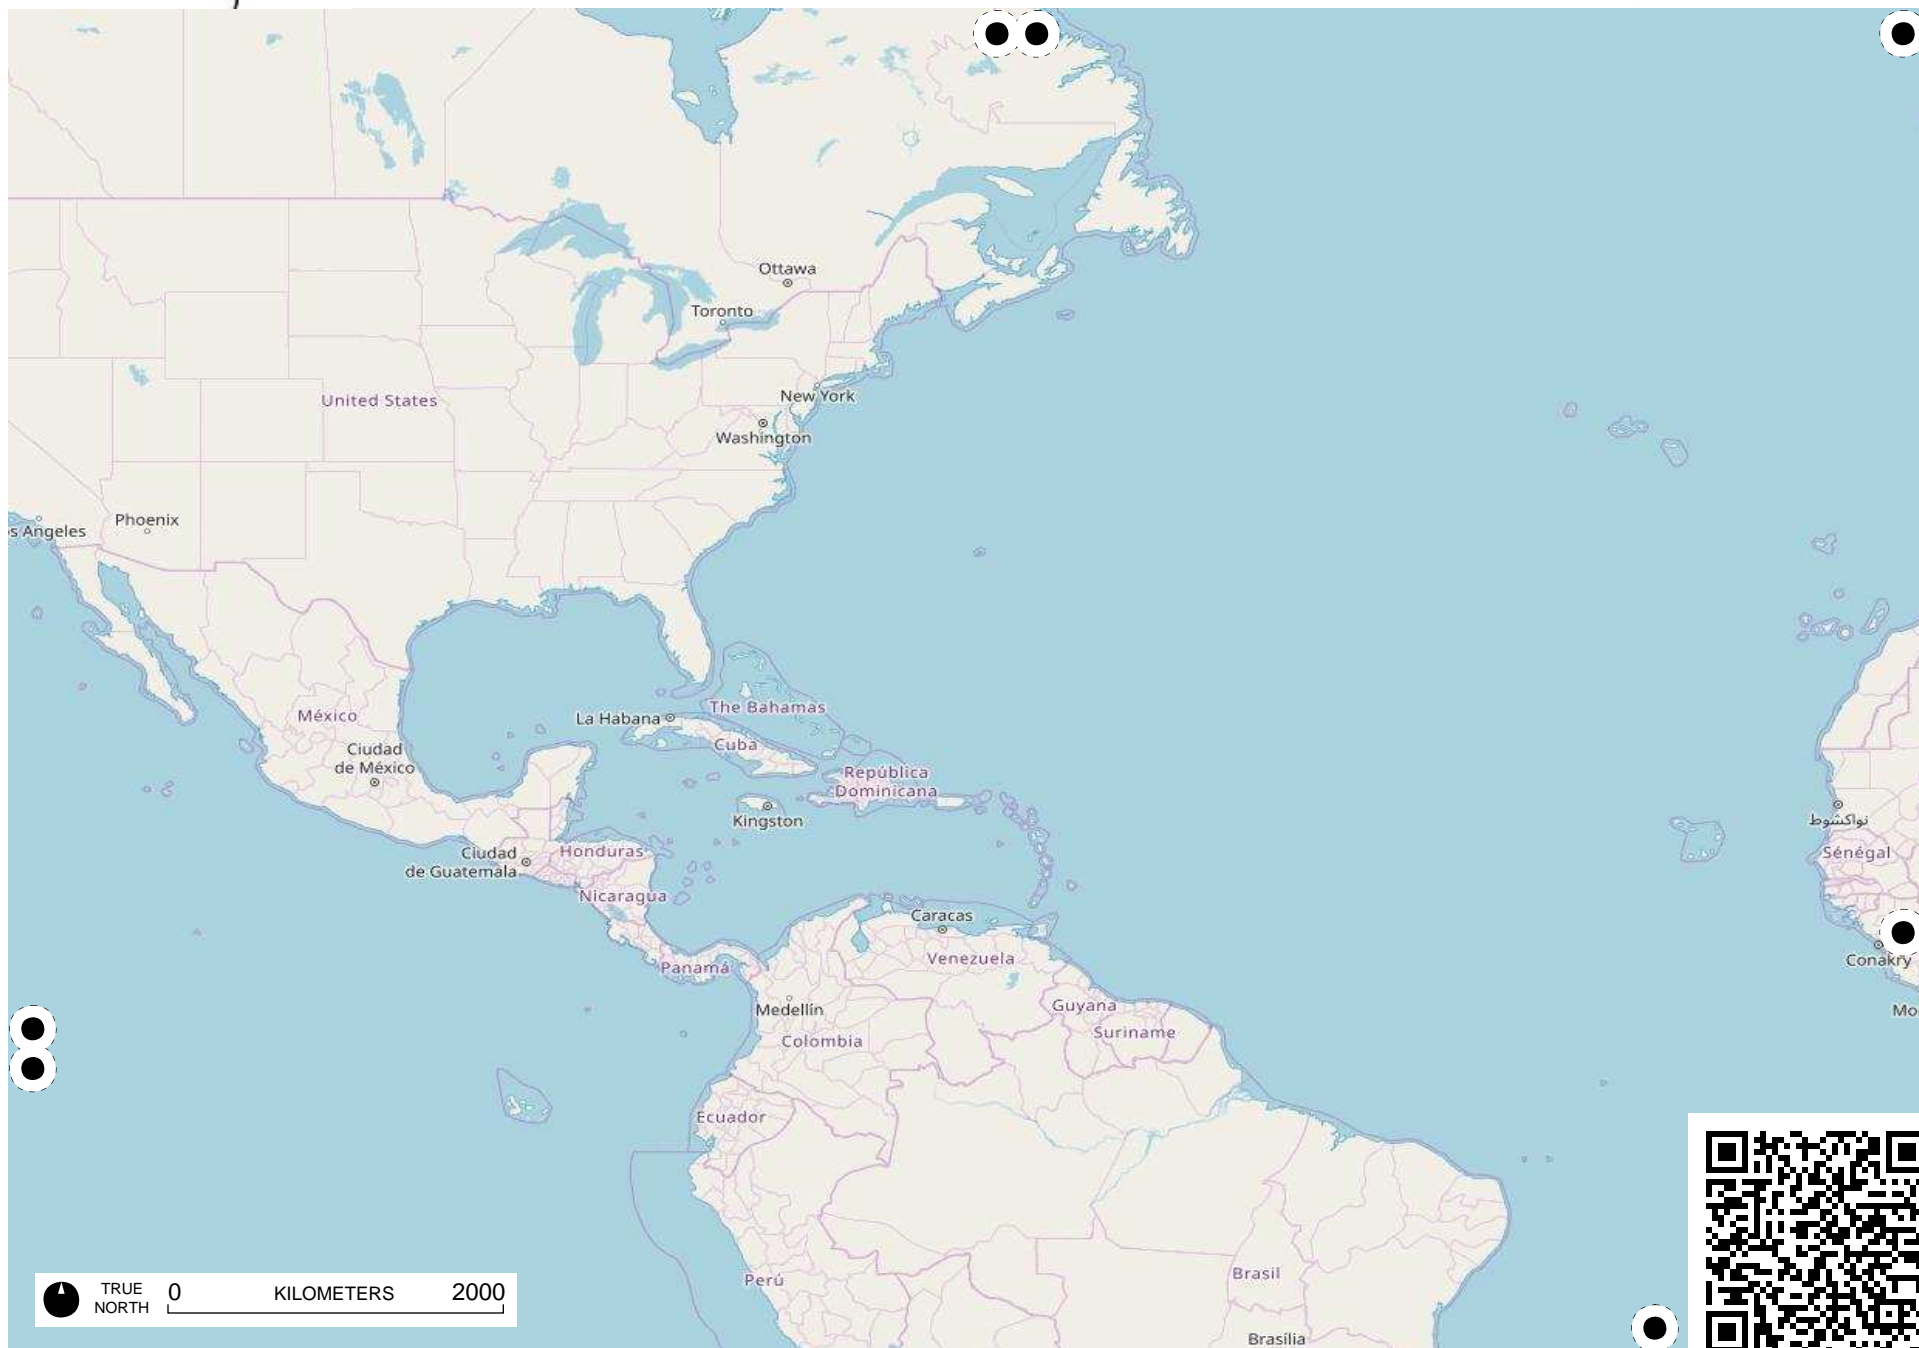 Ottawa
Toronto
New York
United States
Washington
Phoenix
s Angeles
México
La Habana
The Bahamas
Ciudad
de México
Cuba
República
Dominicana
Kingston
نواكشوط
Ciudad
de Guatemala
Honduras
Sénégal
Nicaragua
Caracas
Venezuela
Conakry
Panamá
Guyana
Mo
Medellín
Suriname
Colombia
Ecuador
Perú
Brasil
Brasília
TRUE
NORTH
0 KILOMETERS 2000